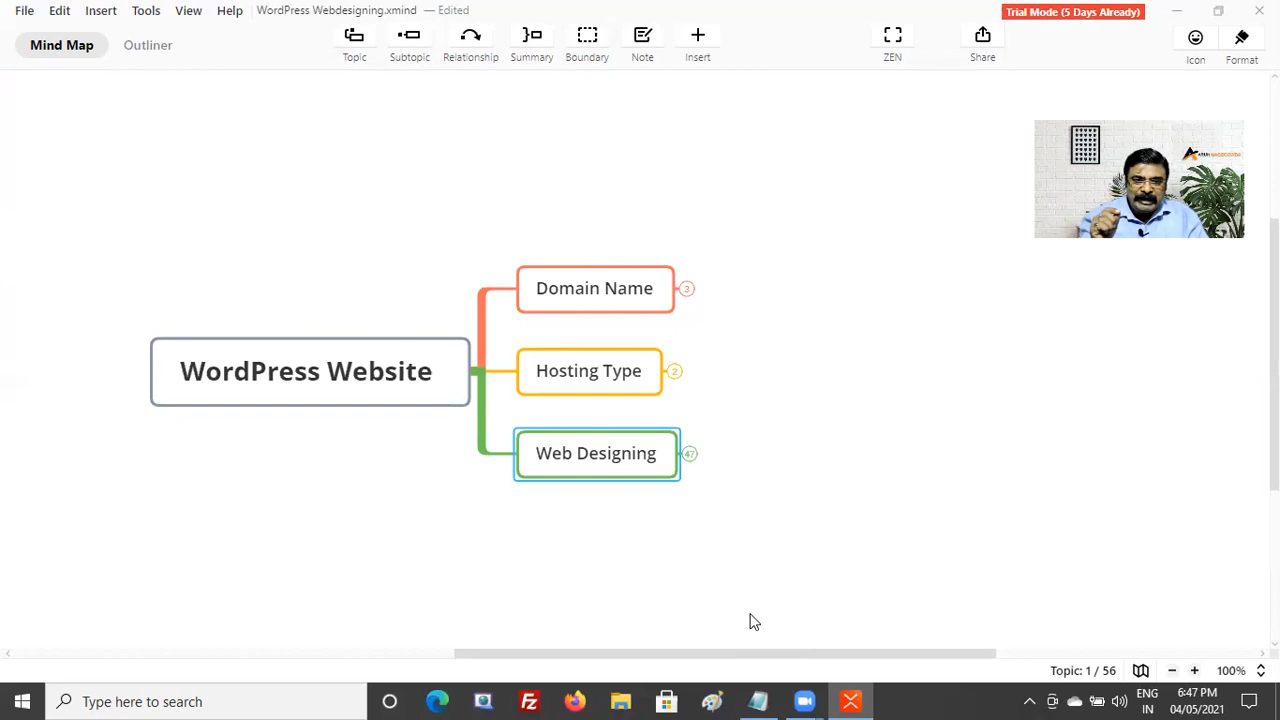 File Edit Insert Tools View Help WordPress Webdesigning.xmind — Edited Trial Mode (5 Days Already)
Mind Map Outliner
Topic Subtopic Relationship Summary Boundary Note Insert ZEN Share Icon Format
Domain Name 3
WordPress Website
Hosting Type 2
Web Designing 47
Topic: 1 / 56 100%
Type here to search
ENG
IN
6:47 PM
04/05/2021